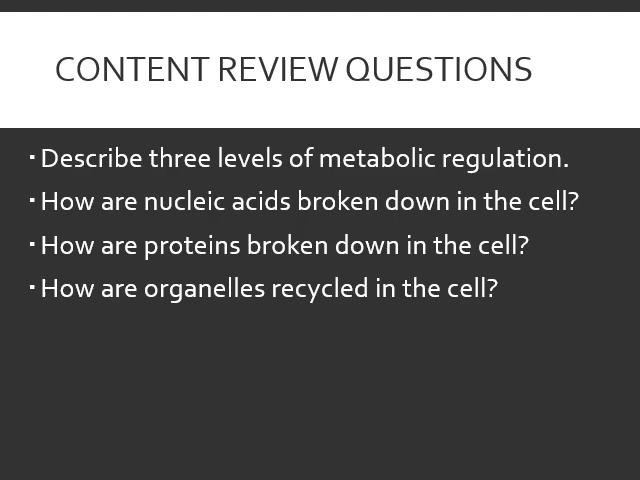 CONTENT REVIEW QUESTIONS
▪ Describe three levels of metabolic regulation.
▪ How are nucleic acids broken down in the cell?
▪ How are proteins broken down in the cell?
▪ How are organelles recycled in the cell?